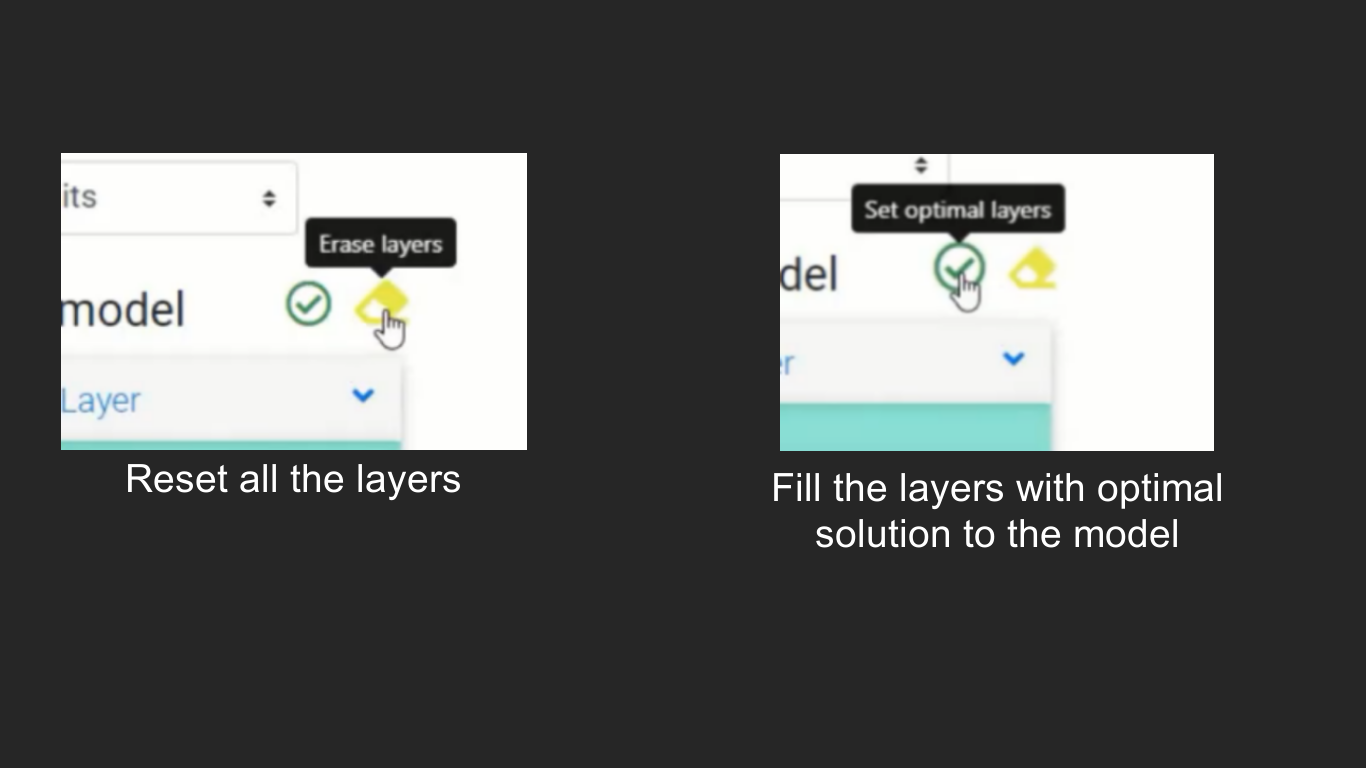 its
Erase layers
model
Layer
Reset all the layers
Set optimal layers
del
er
Fill the layers with optimal
solution to the model